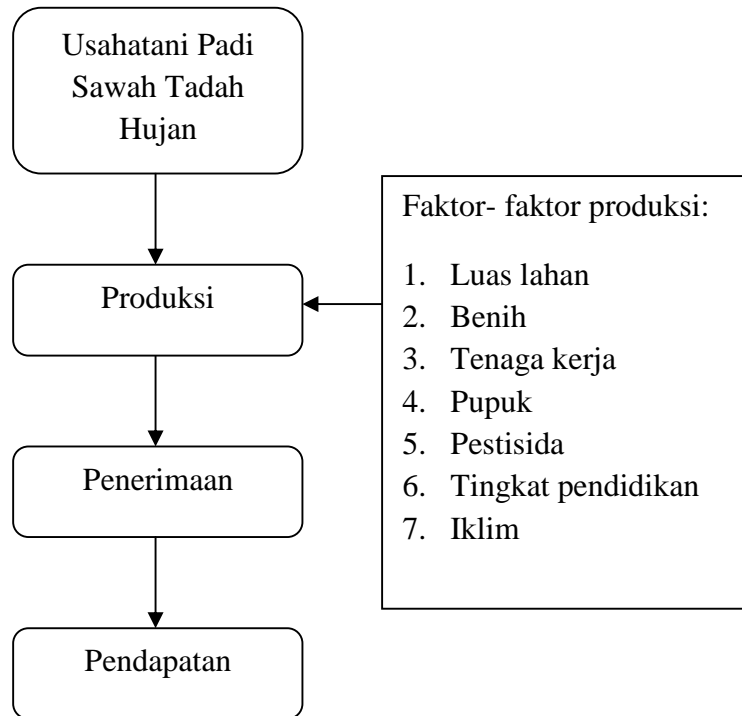 Usahatani Padi
Sawah Tadah
Hujan
Produksi
Penerimaan
Pendapatan
Faktor- faktor produksi:
1. Luas lahan
2. Benih
3. Tenaga kerja
4. Pupuk
5. Pestisida
6. Tingkat pendidikan
7. Iklim